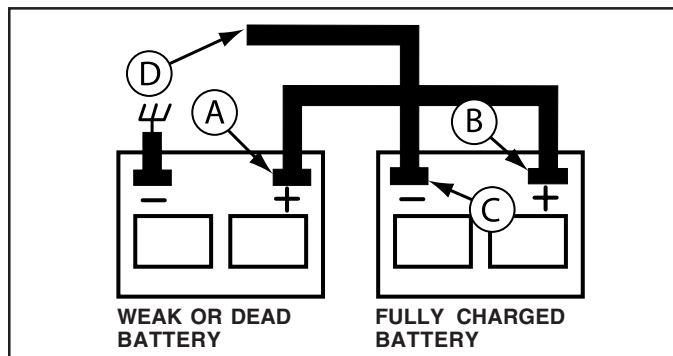 D
A
B
C
– +
– +
WEAK OR DEAD
BATTERY
FULLY CHARGED
BATTERY